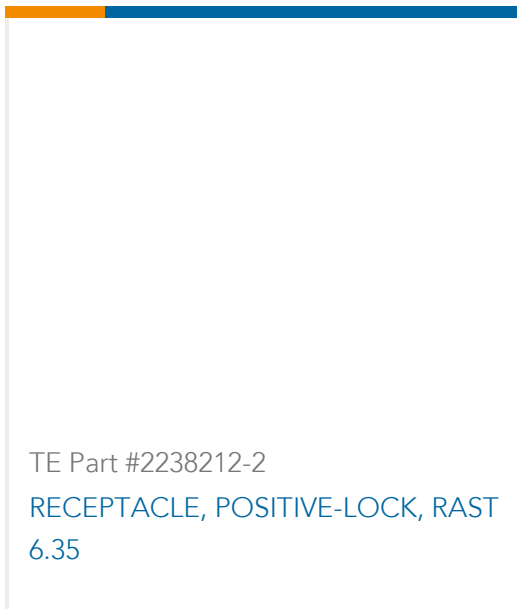 TE Part #2238212-2
RECEPTACLE, POSITIVE-LOCK, RAST
6.35